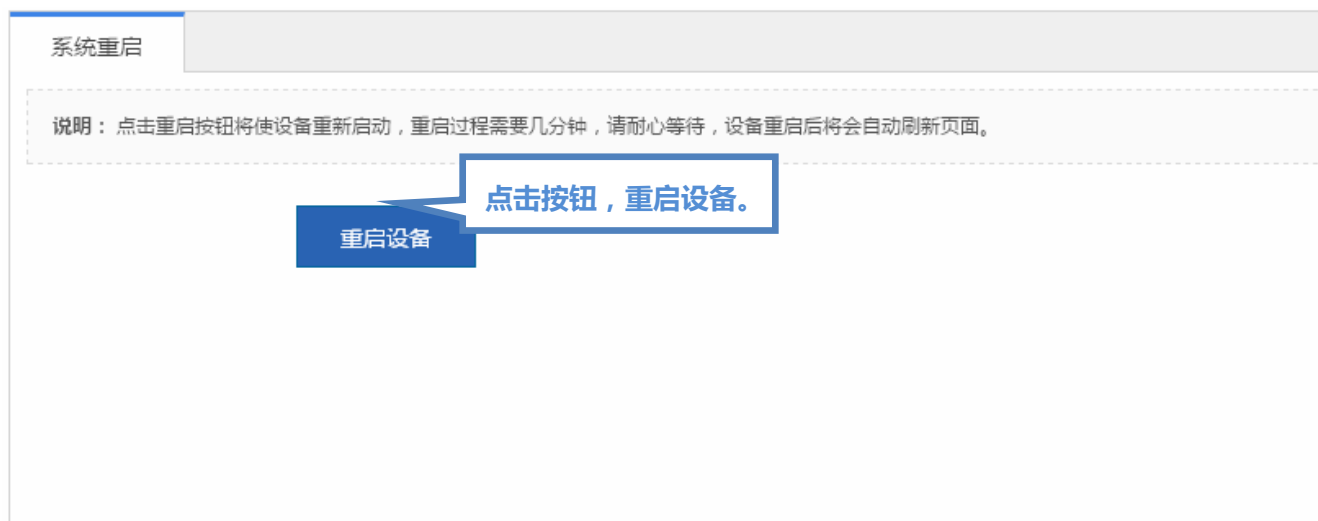 系统重启
说明： 点击重启按钮将使设备重新启动，重启过程需要几分钟，请耐心等待，设备重启后将会自动刷新页面。
点击按钮，重启设备。
重启设备